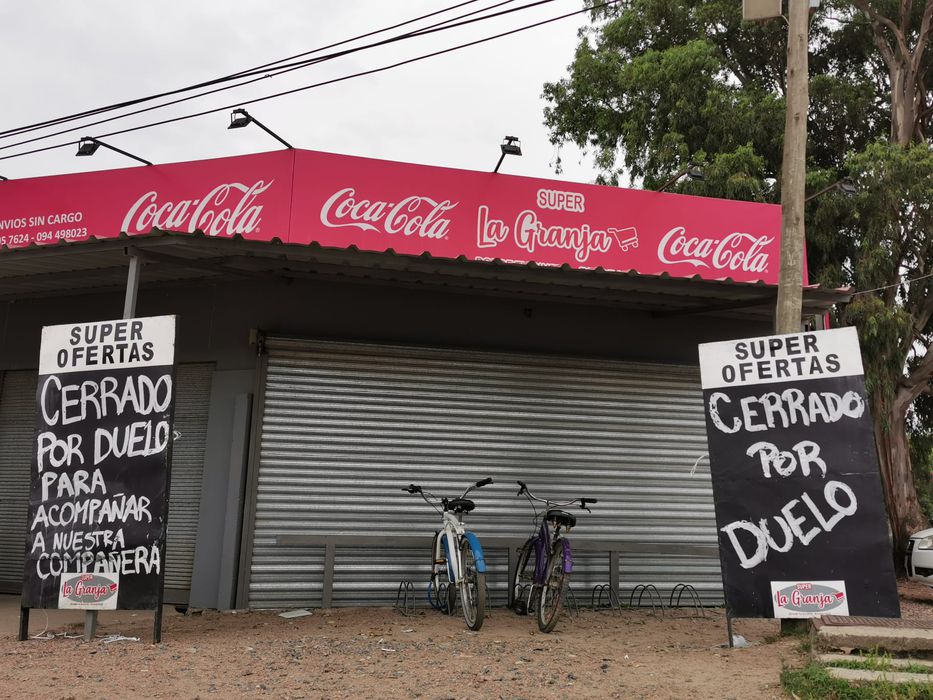 ENVIOS SIN CARGO
7624 - 094 498023
Coca-Cola
Coca-Cola
SUPER
La Granja
Coca-Cola
SUPER
OFERTAS
CERRADO
POR DUELO
PARA
ACOMPAÑAR
A NUESTRA
COMPAÑERA
SUPER
La Granja
SUPER
OFERTAS
CERRADO
POR
DUELO
SUPER
La Granja